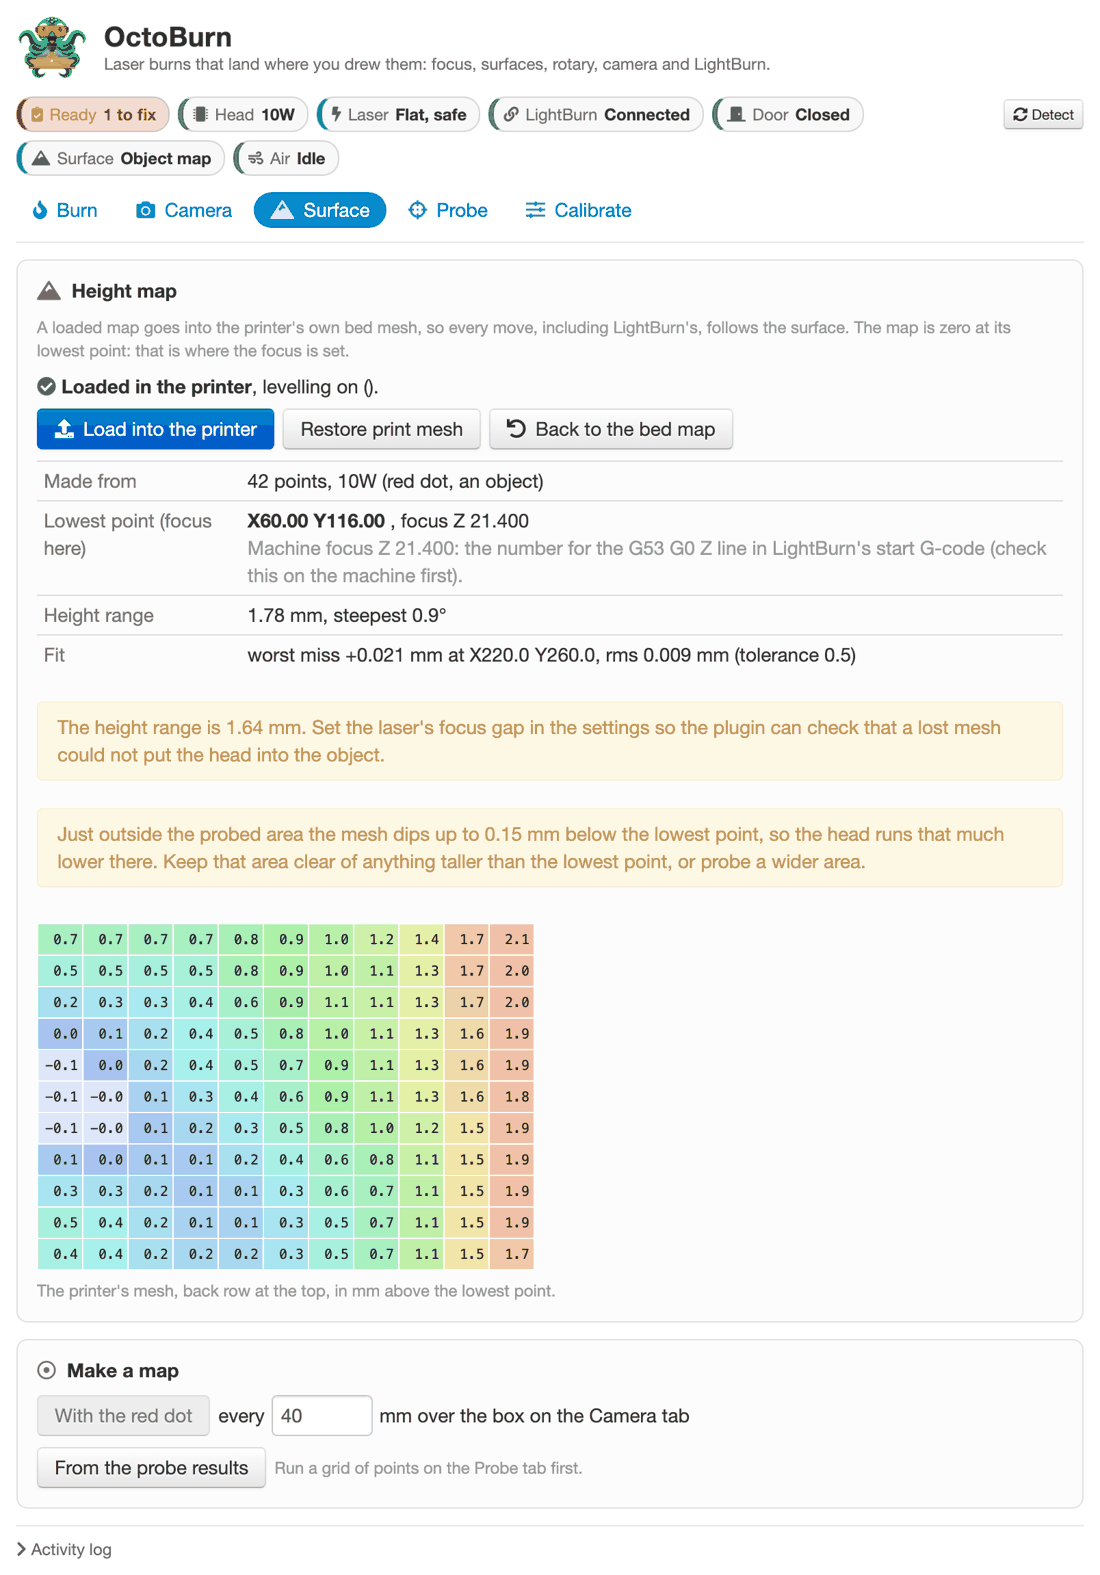 OctoBurn
Laser burns that land where you drew them: focus, surfaces, rotary, camera and LightBurn.
Ready 1 to fix
Head 10W
Laser Flat, safe
LightBurn Connected
Door Closed
Detect
Surface Object map
Air Idle
Burn
Camera
Surface
Probe
Calibrate
Height map
A loaded map goes into the printer's own bed mesh, so every move, including LightBurn's, follows the surface. The map is zero at its
lowest point: that is where the focus is set.
Loaded in the printer, levelling on ().
Load into the printer
Restore print mesh
Back to the bed map
Made from 42 points, 10W (red dot, an object)
Lowest point (focus
here)
X60.00 Y116.00 , focus Z 21.400
Machine focus Z 21.400: the number for the G53 G0 Z line in LightBurn's start G-code (check
this on the machine first).
Height range 1.78 mm, steepest 0.9°
Fit worst miss +0.021 mm at X220.0 Y260.0, rms 0.009 mm (tolerance 0.5)
The height range is 1.64 mm. Set the laser's focus gap in the settings so the plugin can check that a lost mesh
could not put the head into the object.
Just outside the probed area the mesh dips up to 0.15 mm below the lowest point, so the head runs that much
lower there. Keep that area clear of anything taller than the lowest point, or probe a wider area.
0.7 0.7 0.7 0.7 0.8 0.9 1.0 1.2 1.4 1.7 2.1
0.5 0.5 0.5 0.5 0.8 0.9 1.0 1.1 1.3 1.7 2.0
0.2 0.3 0.3 0.4 0.6 0.9 1.1 1.1 1.3 1.7 2.0
0.0 0.1 0.2 0.4 0.5 0.8 1.0 1.1 1.3 1.6 1.9
−0.1 0.0 0.2 0.4 0.5 0.7 0.9 1.1 1.3 1.6 1.9
−0.1 −0.0 0.1 0.3 0.4 0.6 0.9 1.1 1.3 1.6 1.8
−0.1 −0.0 0.1 0.2 0.3 0.5 0.8 1.0 1.2 1.5 1.9
0.1 0.0 0.1 0.1 0.2 0.4 0.6 0.8 1.1 1.5 1.9
0.3 0.3 0.2 0.1 0.1 0.3 0.6 0.7 1.1 1.5 1.9
0.5 0.4 0.2 0.1 0.1 0.3 0.5 0.7 1.1 1.5 1.9
0.4 0.4 0.2 0.2 0.2 0.3 0.5 0.7 1.1 1.5 1.7
The printer's mesh, back row at the top, in mm above the lowest point.
Make a map
With the red dot every 40 mm over the box on the Camera tab
From the probe results Run a grid of points on the Probe tab first.
Activity log